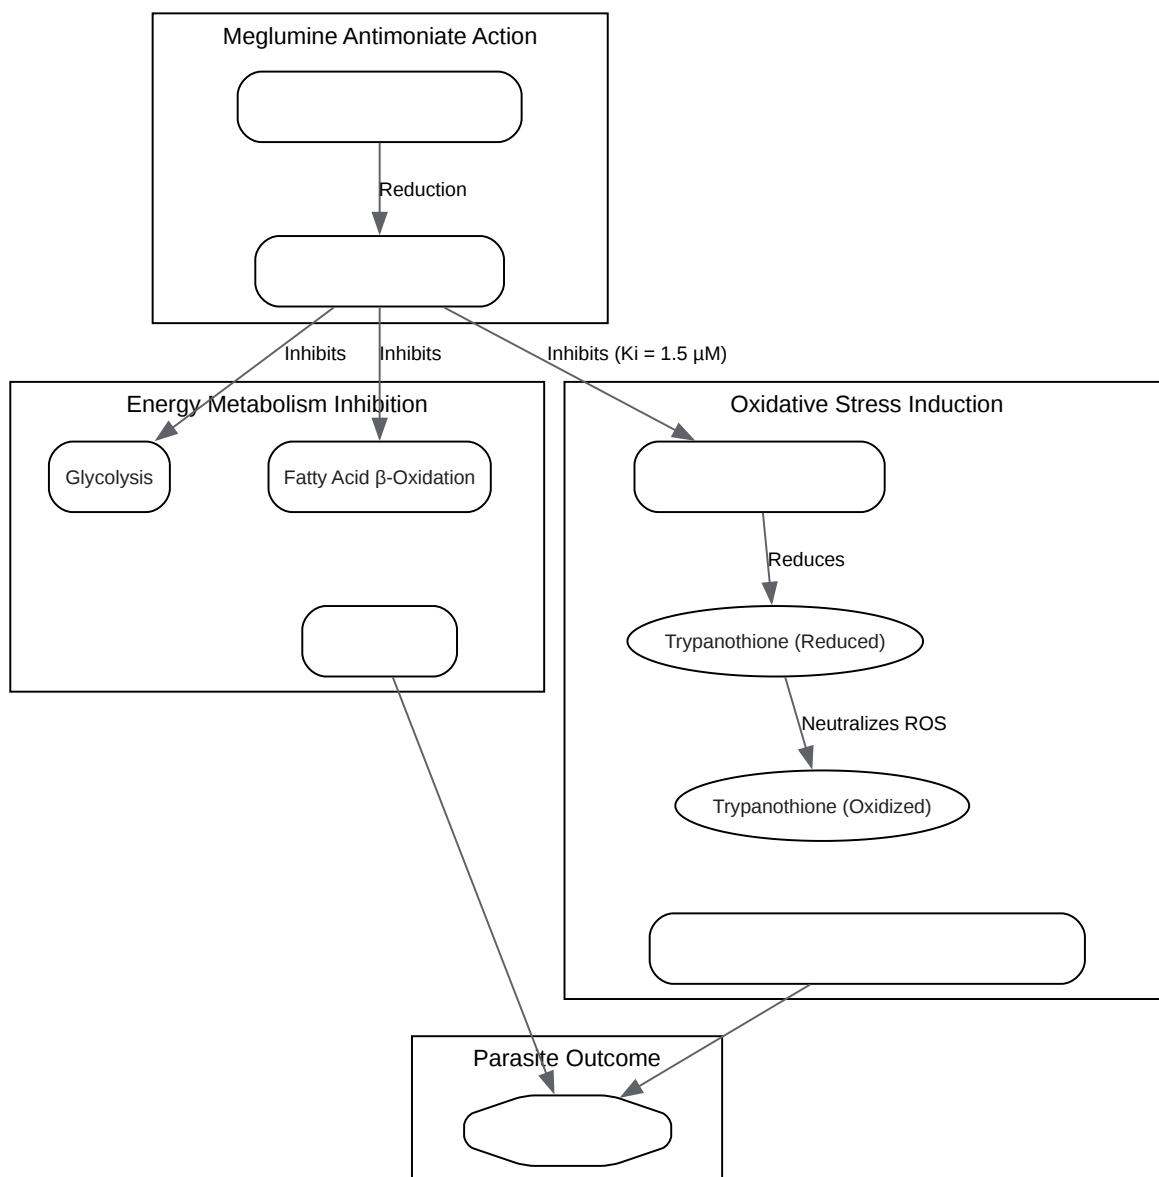 Meglumine Antimoniate Action
Reduction
Inhibits
Inhibits
Inhibits (Ki = 1.5 µM)
Energy Metabolism Inhibition
Oxidative Stress Induction
Glycolysis
Fatty Acid β-Oxidation
Reduces
Trypanothione (Reduced)
Neutralizes ROS
Trypanothione (Oxidized)
Parasite Outcome